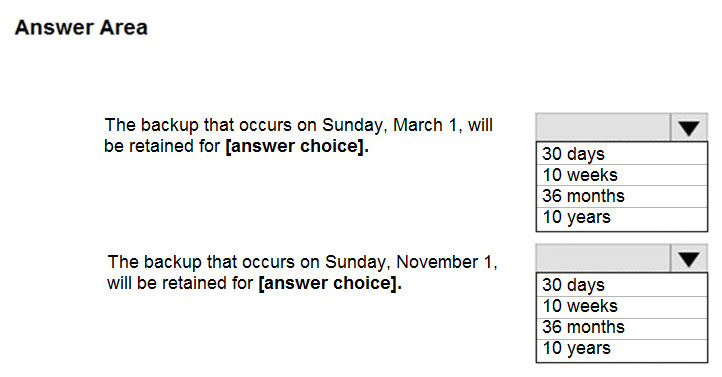 Answer Area
The backup that occurs on Sunday, March 1, will
be retained for [answer choice].
30 days
10 weeks
36 months
10 years
The backup that occurs on Sunday, November 1,
will be retained for [answer choice].
30 days
10 weeks
36 months
10 years